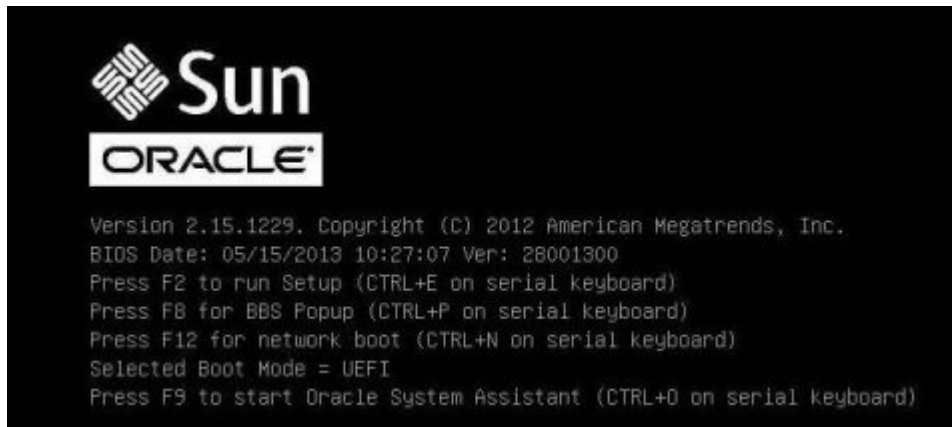 Sun
ORACLE
Version 2.15.1229. Copyright (C) 2012 American Megatrends, Inc.
BIOS Date: 05/15/2013 10:27:07 Ver: 28001300
Press F2 to run Setup (CTRL+E on serial keyboard)
Press F8 for BBS Popup (CTRL+P on serial keyboard)
Press F12 for network boot (CTRL+N on serial keyboard)
Selected Boot Mode = UEFI
Press F9 to start Oracle System Assistant (CTRL+O on serial keyboard)